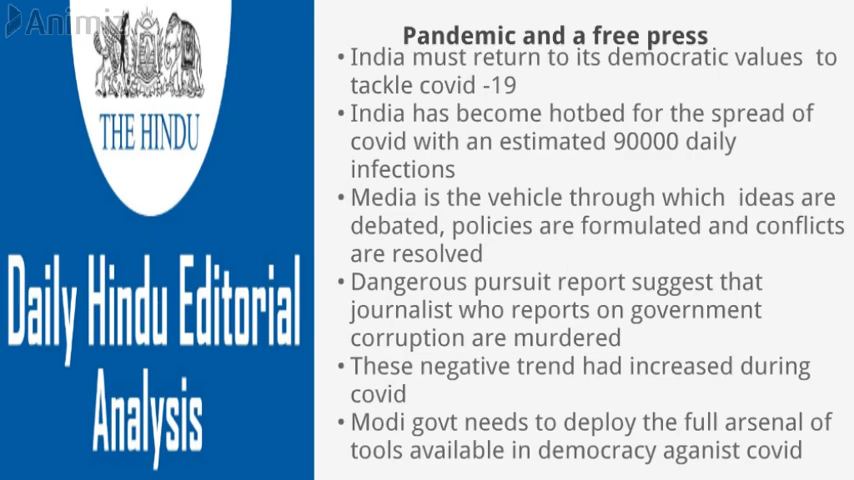 Animiz
THE HINDU
Daily Hindu Editorial
Analysis
Pandemic and a free press
• India must return to its democratic values to
tackle covid -19
• India has become hotbed for the spread of
covid with an estimated 90000 daily
infections
• Media is the vehicle through which ideas are
debated, policies are formulated and conflicts
are resolved
• Dangerous pursuit report suggest that
journalist who reports on government
corruption are murdered
• These negative trend had increased during
covid
• Modi govt needs to deploy the full arsenal of
tools available in democracy aganist covid